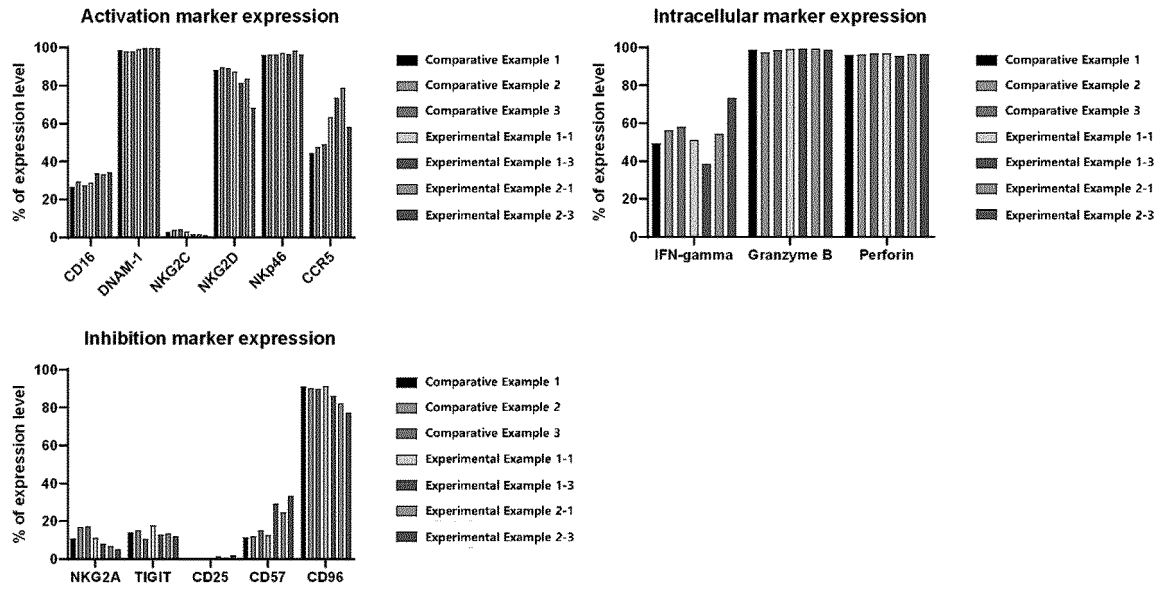 Activation marker expression
% of expression level
100
80
60
40
20
0
CD16
DNAM-1
NKG2C
NKG2D
NKp46
CCR5
Comparative Example 1
Comparative Example 2
Comparative Example 3
Experimental Example 1-1
Experimental Example 1-3
Experimental Example 2-1
Experimental Example 2-3
Intracellular marker expression
% of expression level
100
80
60
40
20
0
IFN-gamma
Granzyme B
Perforin
Comparative Example 1
Comparative Example 2
Comparative Example 3
Experimental Example 1-1
Experimental Example 1-3
Experimental Example 2-1
Experimental Example 2-3
Inhibition marker expression
% of expression level
100
80
60
40
20
0
NKG2A
TIGIT
CD25
CD57
CD96
Comparative Example 1
Comparative Example 2
Comparative Example 3
Experimental Example 1-1
Experimental Example 1-3
Experimental Example 2-1
Experimental Example 2-3